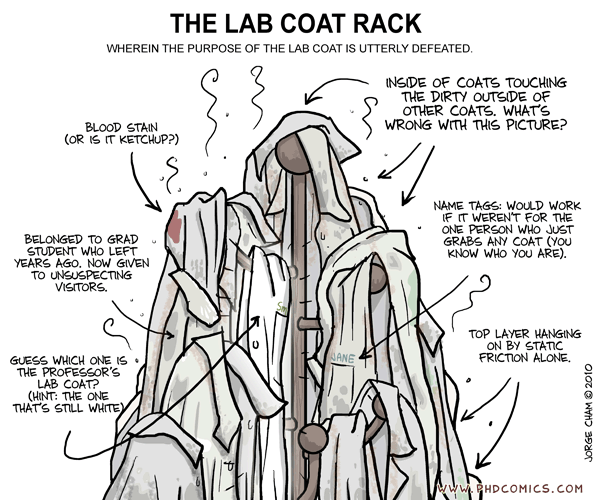 THE LAB COAT RACK
WHEREIN THE PURPOSE OF THE LAB COAT IS UTTERLY DEFEATED.
INSIDE OF COATS TOUCHING
THE DIRTY OUTSIDE OF
OTHER COATS. WHAT'S
WRONG WITH THIS PICTURE?
BLOOD STAIN
(OR IS IT KETCHUP?)
NAME TAGS: WOULD WORK
IF IT WEREN'T FOR THE
ONE PERSON WHO JUST
GRABS ANY COAT (YOU
KNOW WHO YOU ARE).
BELONGED TO GRAD
STUDENT WHO LEFT
YEARS AGO. NOW GIVEN
TO UNSUSPECTING
VISITORS.
TOP LAYER HANGING
ON BY STATIC
FRICTION ALONE.
GUESS WHICH ONE IS
THE PROFESSOR'S
LAB COAT?
(HINT: THE ONE
THAT'S STILL WHITE)
JANE
JORGE CHAM © 2010
WWW.PHDCOMICS.COM